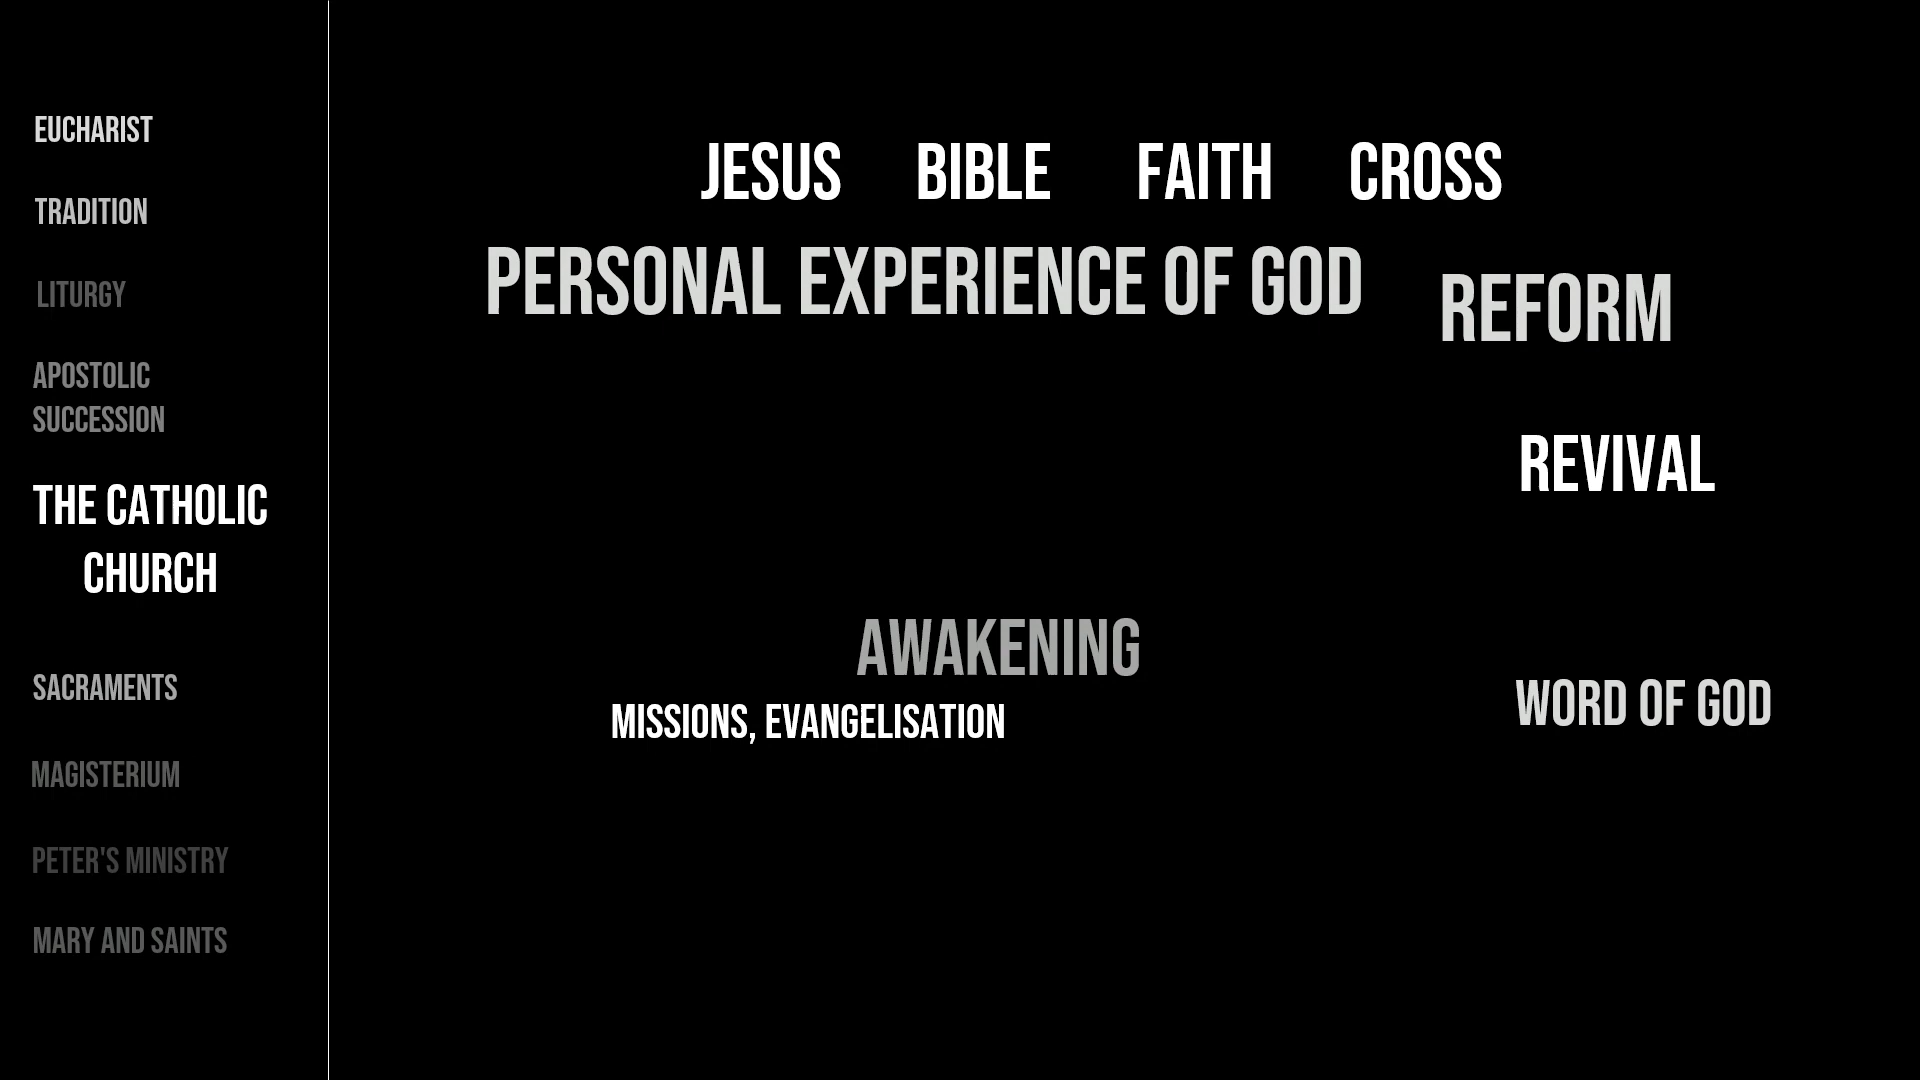 EUCHARIST
TRADITION
LITURGY
APOSTOLIC
SUCCESSION
THE CATHOLIC
CHURCH
SACRAMENTS
MAGISTERIUM
PETER'S MINISTRY
MARY AND SAINTS
JESUS BIBLE FAITH CROSS
PERSONAL EXPERIENCE OF GOD
REFORM
REVIVAL
AWAKENING
MISSIONS, EVANGELISATION
WORD OF GOD